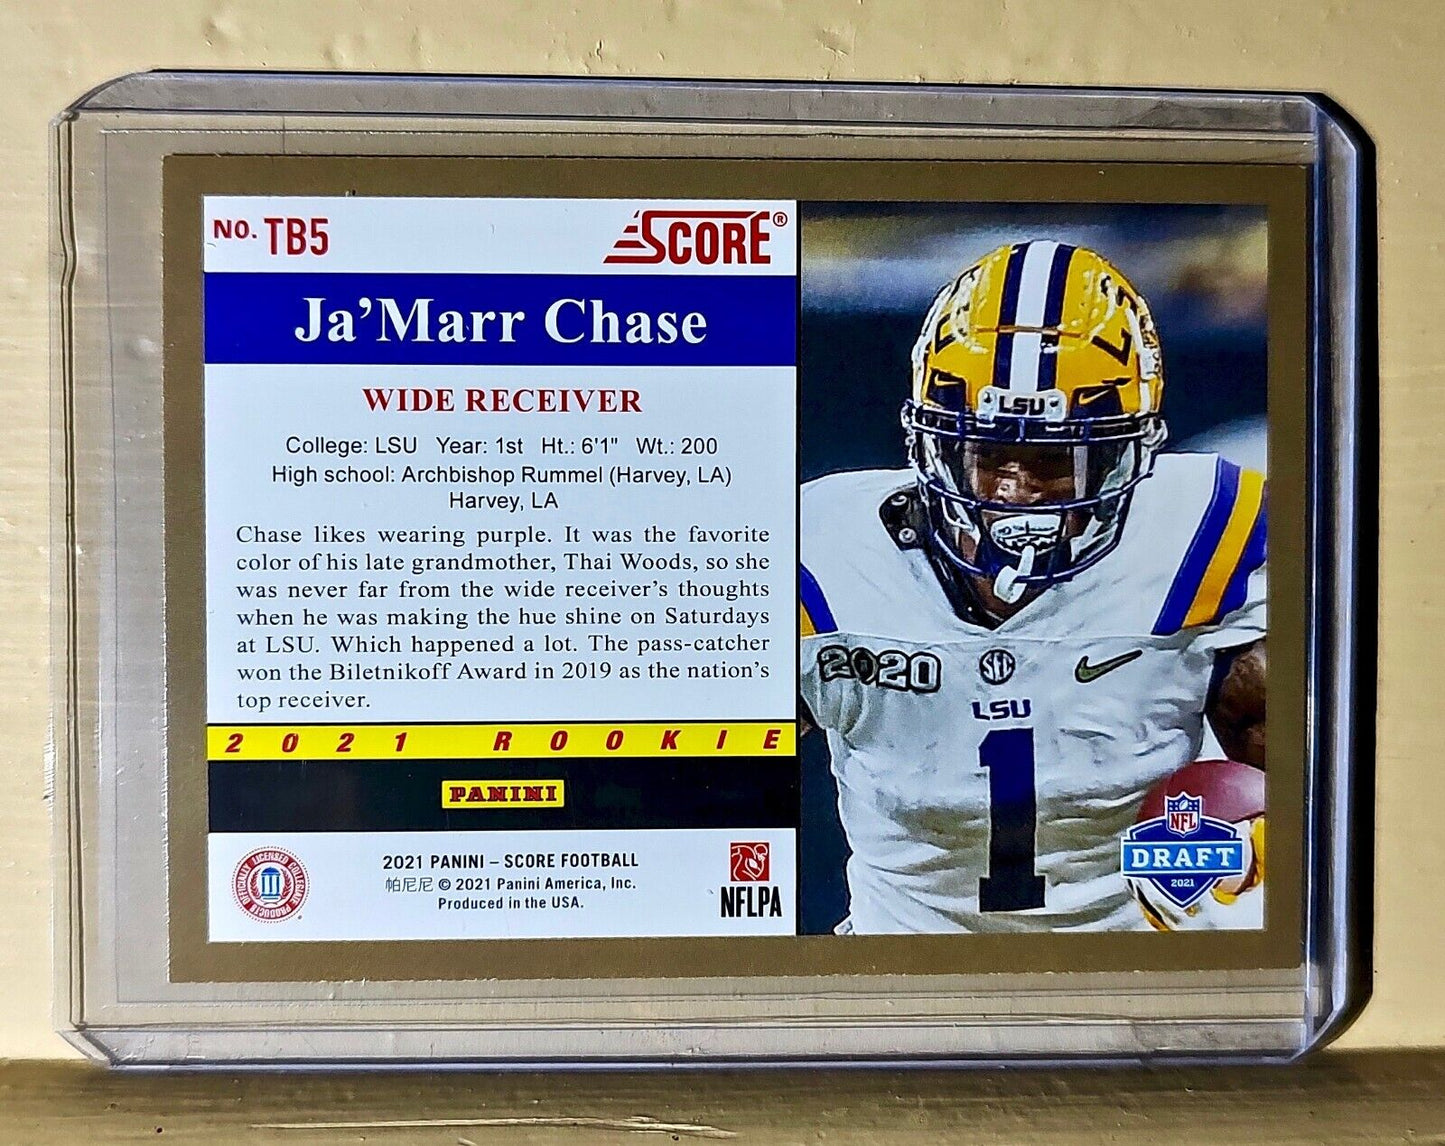 NO. TB5
SCORE®
Ja'Marr Chase
WIDE RECEIVER
College: LSU Year: 1st Ht.: 6'1" Wt.: 200
High school: Archbishop Rummel (Harvey, LA)
Harvey, LA
Chase likes wearing purple. It was the favorite
color of his late grandmother, Thai Woods, so she
was never far from the wide receiver's thoughts
when he was making the hue shine on Saturdays
at LSU. Which happened a lot. The pass-catcher
won the Biletnikoff Award in 2019 as the nation's
top receiver.
2021 ROOKIE
PANINI
OFFICIALLY LICENSED COLLEGIATE PRODUCTS
2021 PANINI – SCORE FOOTBALL
帕尼尼 © 2021 Panini America, Inc.
Produced in the USA.
NFLPA
LSU
2020
SEC
LSU
1
NFL
DRAFT
2021